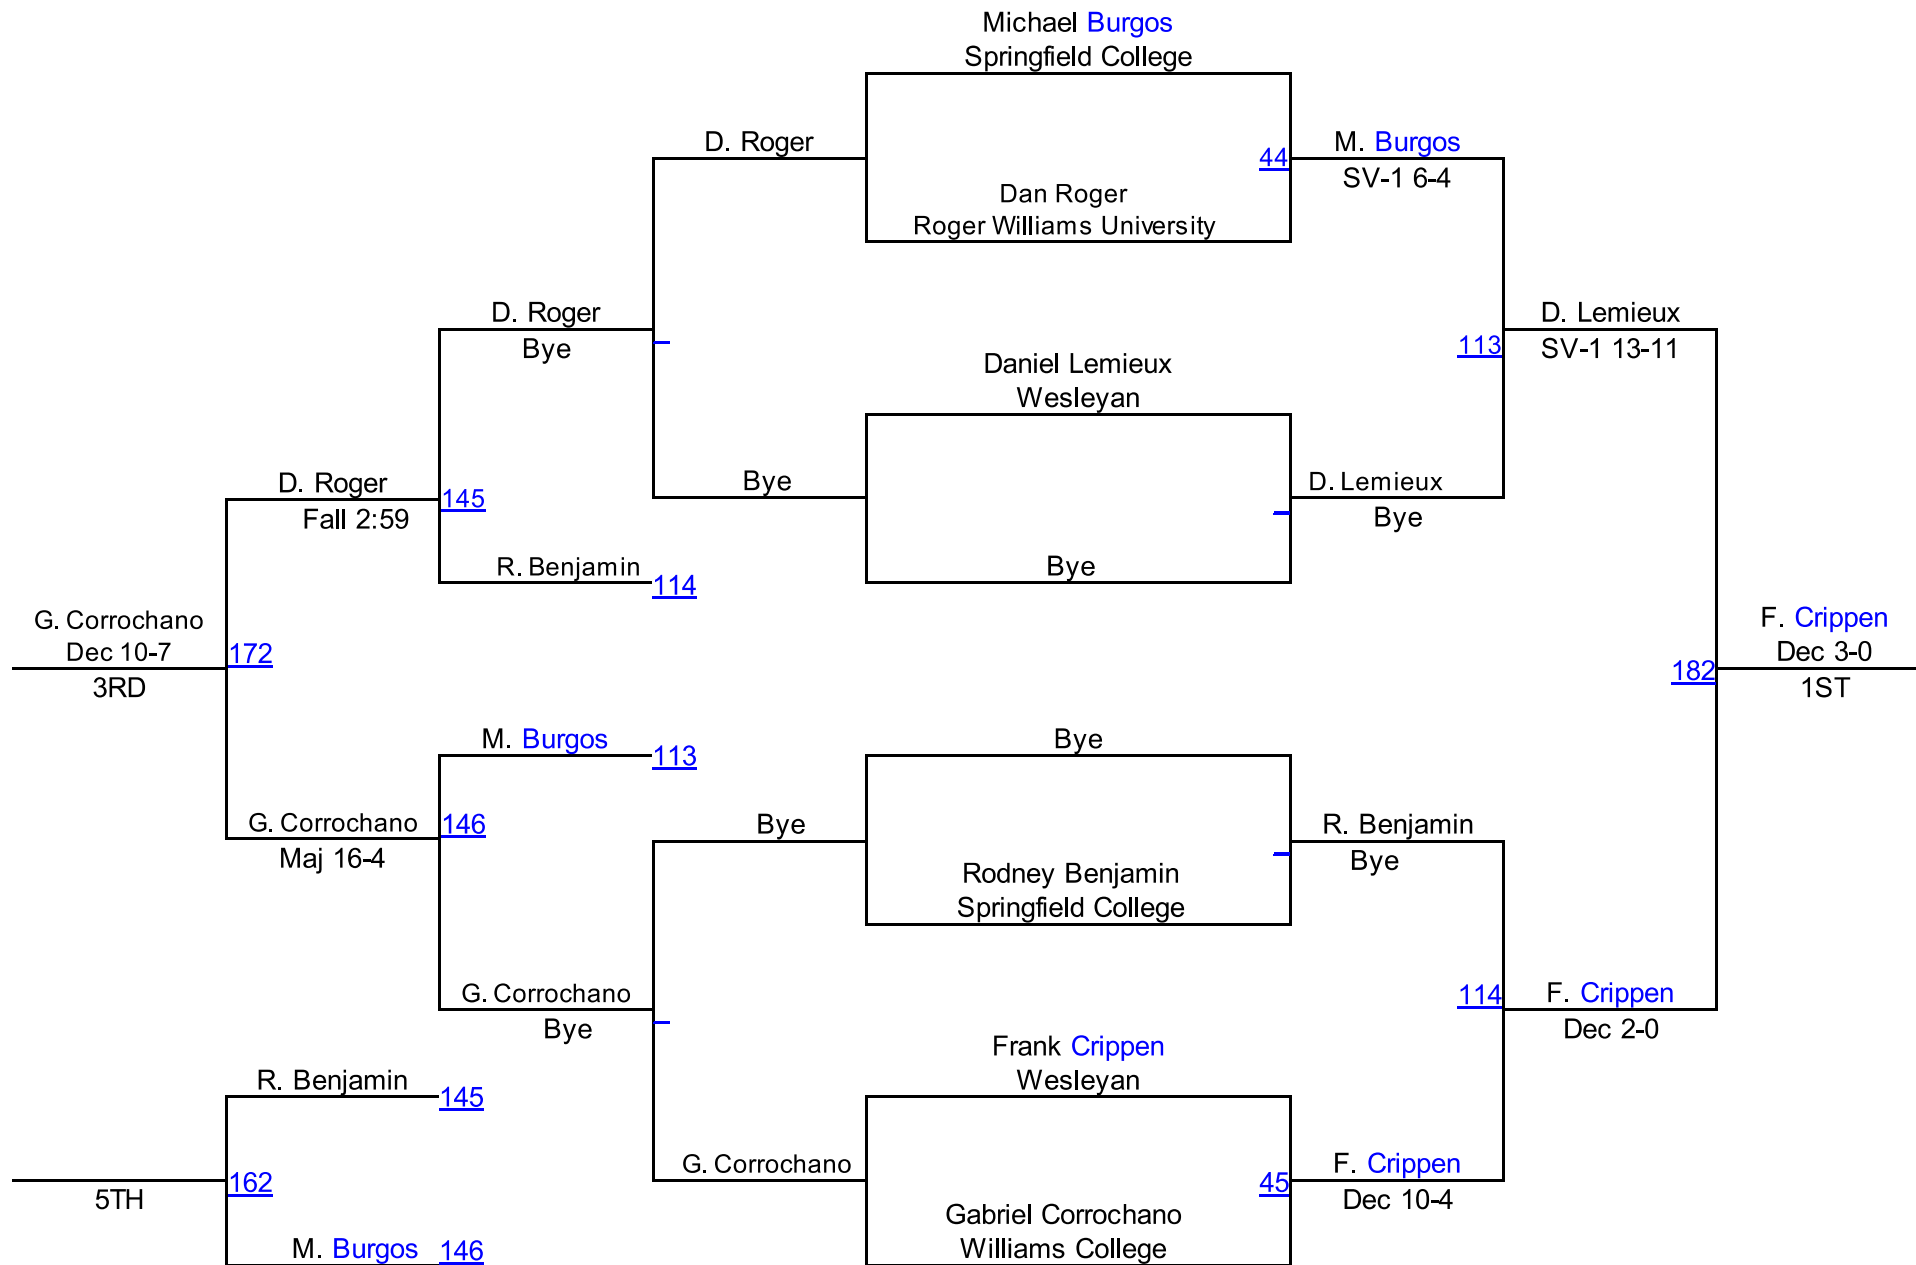 Michael Burgos
Springfield College
D. Roger
44
M. Burgos
SV-1 6-4
Dan Roger
Roger Williams University
D. Roger
Bye
D. Lemieux
SV-1 13-11
113
Daniel Lemieux
Wesleyan
D. Roger
Fall 2:59
145
Bye
D. Lemieux
Bye
R. Benjamin
114
Bye
G. Corrochano
Dec 10-7
3RD
172
F. Crippen
Dec 3-0
1ST
182
M. Burgos
113
Bye
G. Corrochano
Maj 16-4
146
Bye
R. Benjamin
Bye
Rodney Benjamin
Springfield College
G. Corrochano
Bye
114
F. Crippen
Dec 2-0
Frank Crippen
Wesleyan
R. Benjamin
145
G. Corrochano
45
F. Crippen
Dec 10-4
5TH
162
Gabriel Corrochano
Williams College
M. Burgos
146